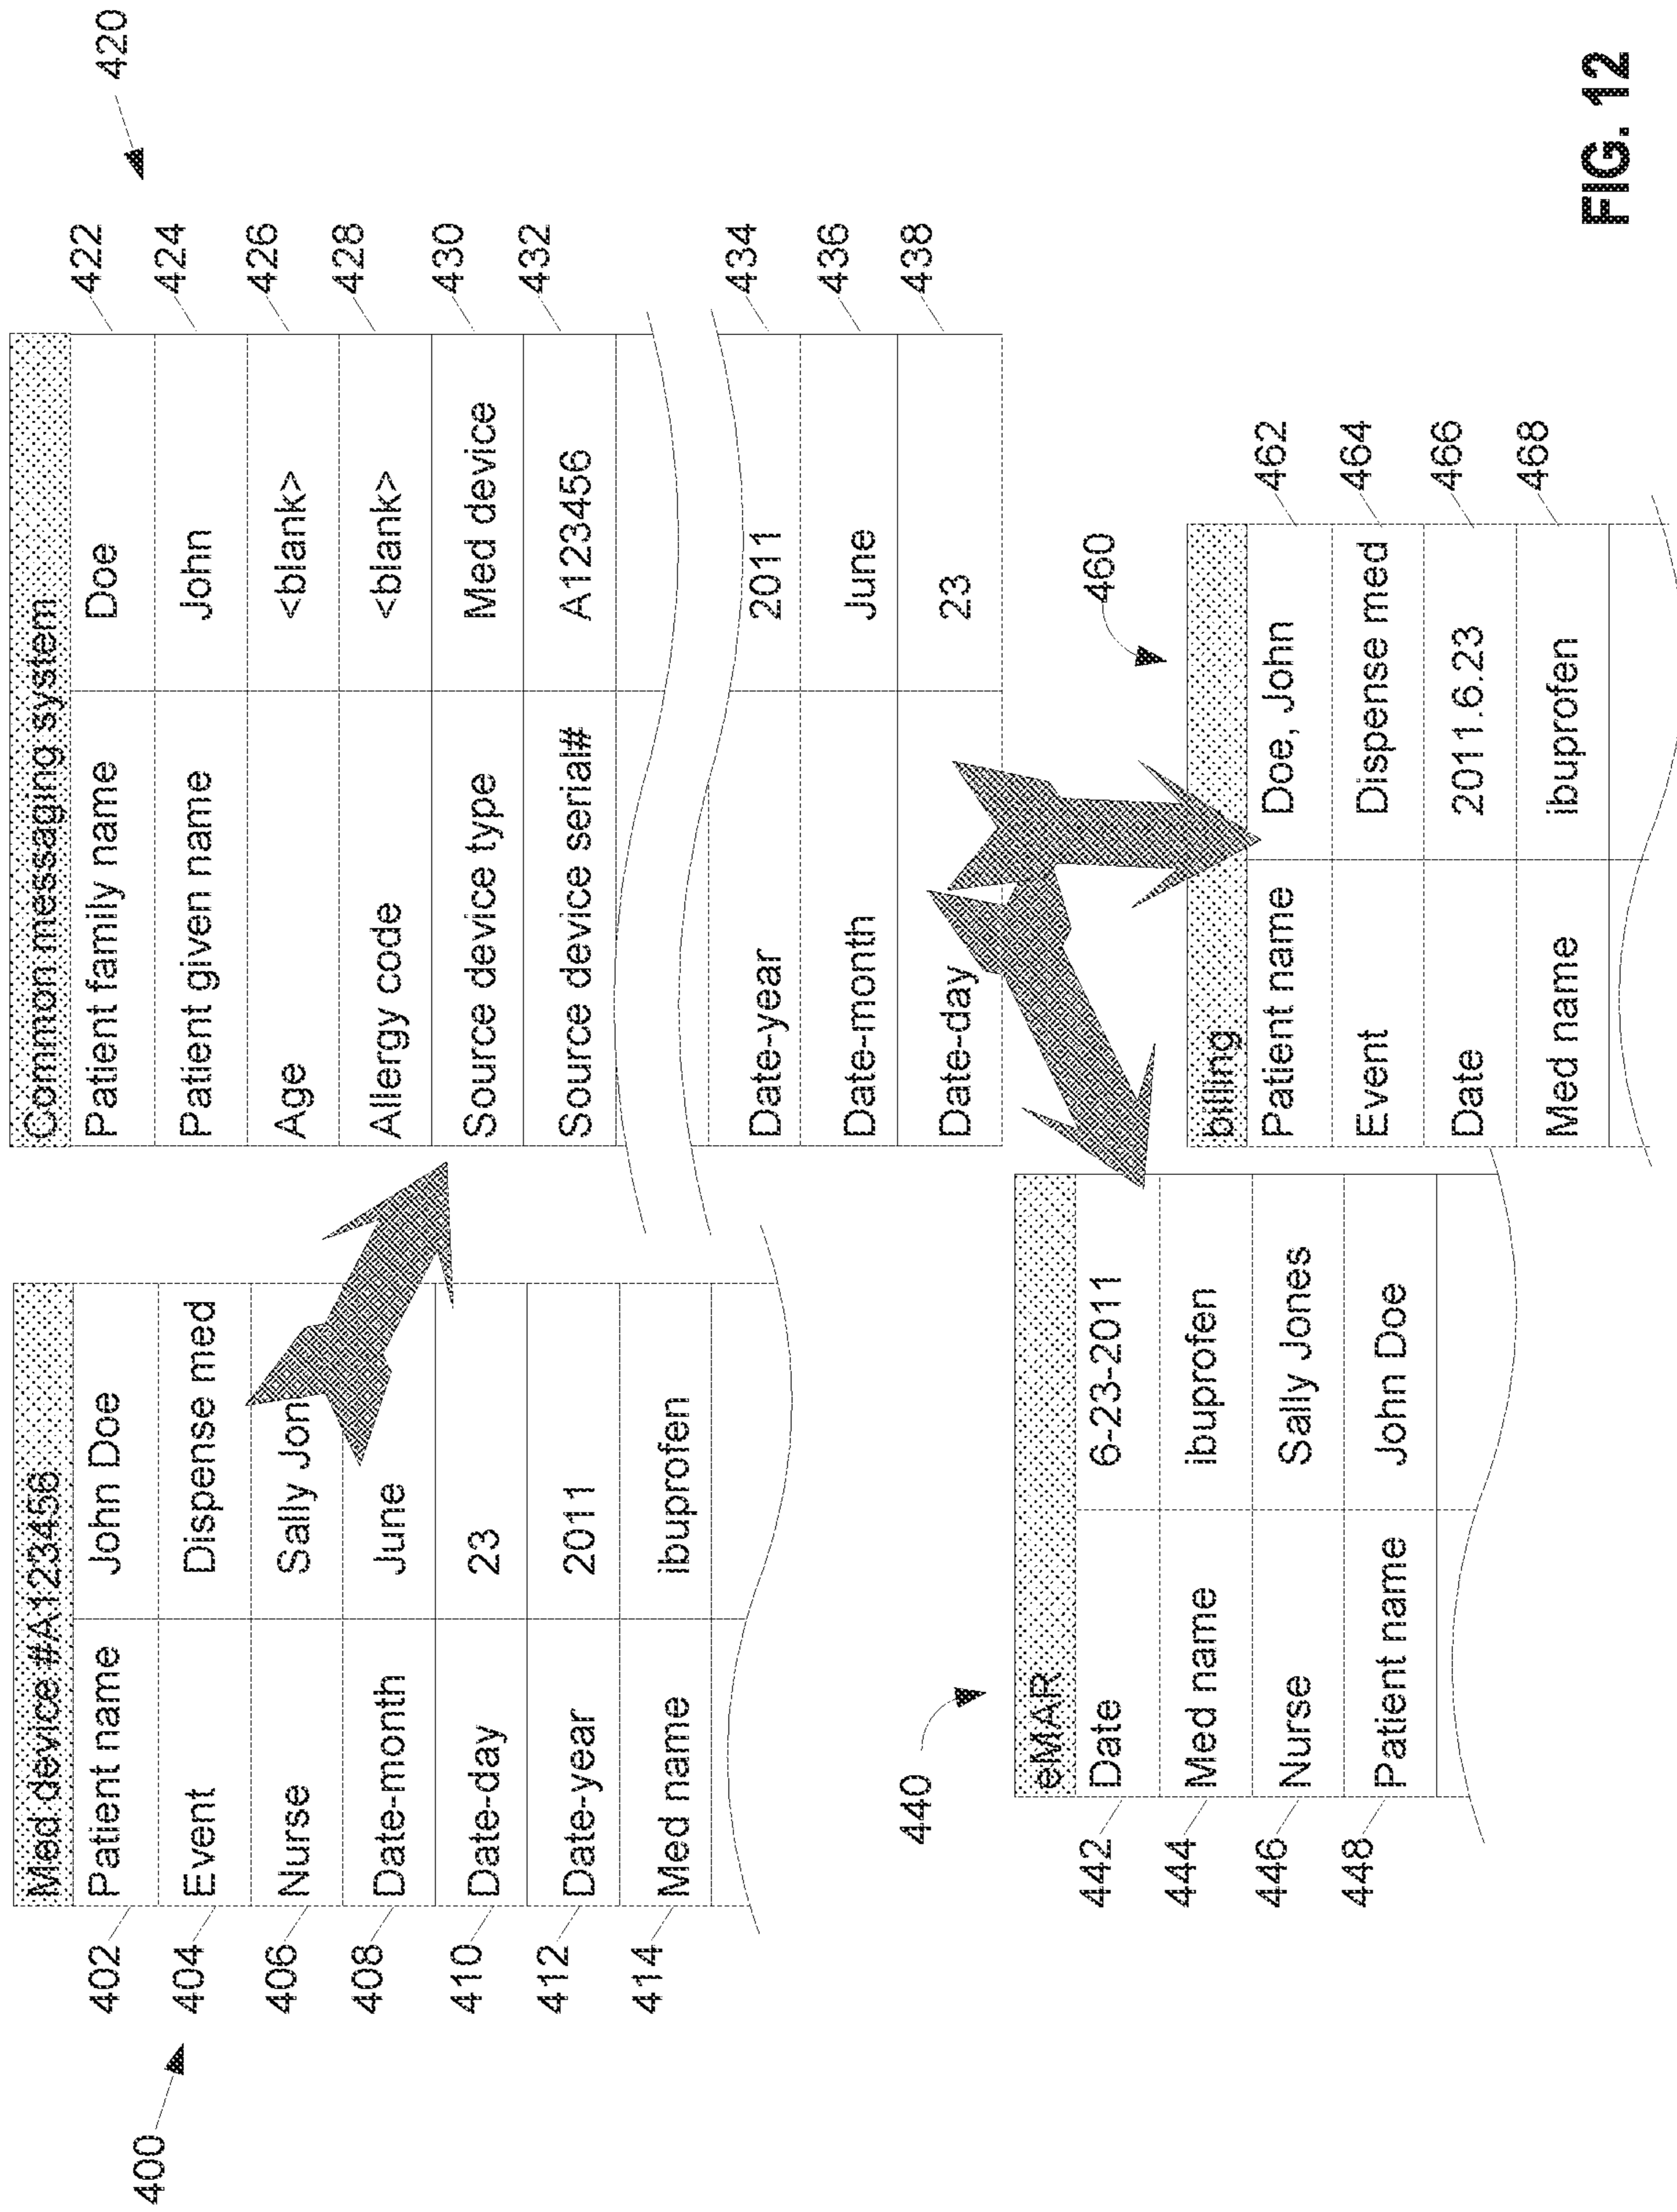 400
Med device #A123456
402 Patient name John Doe
404 Event Dispense med
406 Nurse Sally Jon
408 Date-month June
410 Date-day 23
412 Date-year 2011
414 Med name ibuprofen
420
Common messaging system
Patient family name Doe 422
Patient given name John 424
Age <blank> 426
Allergy code <blank> 428
Source device type Med device 430
Source device serial# A123456 432
Date-year 2011 434
Date-month June 436
Date-day 23 438
440
eMAR
442 Date 6-23-2011
444 Med name ibuprofen
446 Nurse Sally Jones
448 Patient name John Doe
460
billing
Patient name Doe, John 462
Event Dispense med 464
Date 2011.6.23 466
Med name ibuprofen 468
FIG. 12